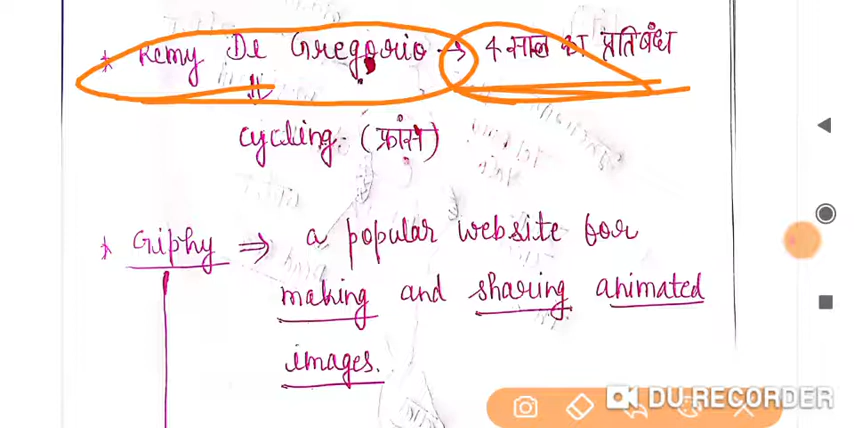 * Remy De Gregorio → 4 साल का प्रतिबंध
cycling. (फ्रांस)
* Giphy ⇒ a popular website for
making and sharing animated
images.
DU RECORDER